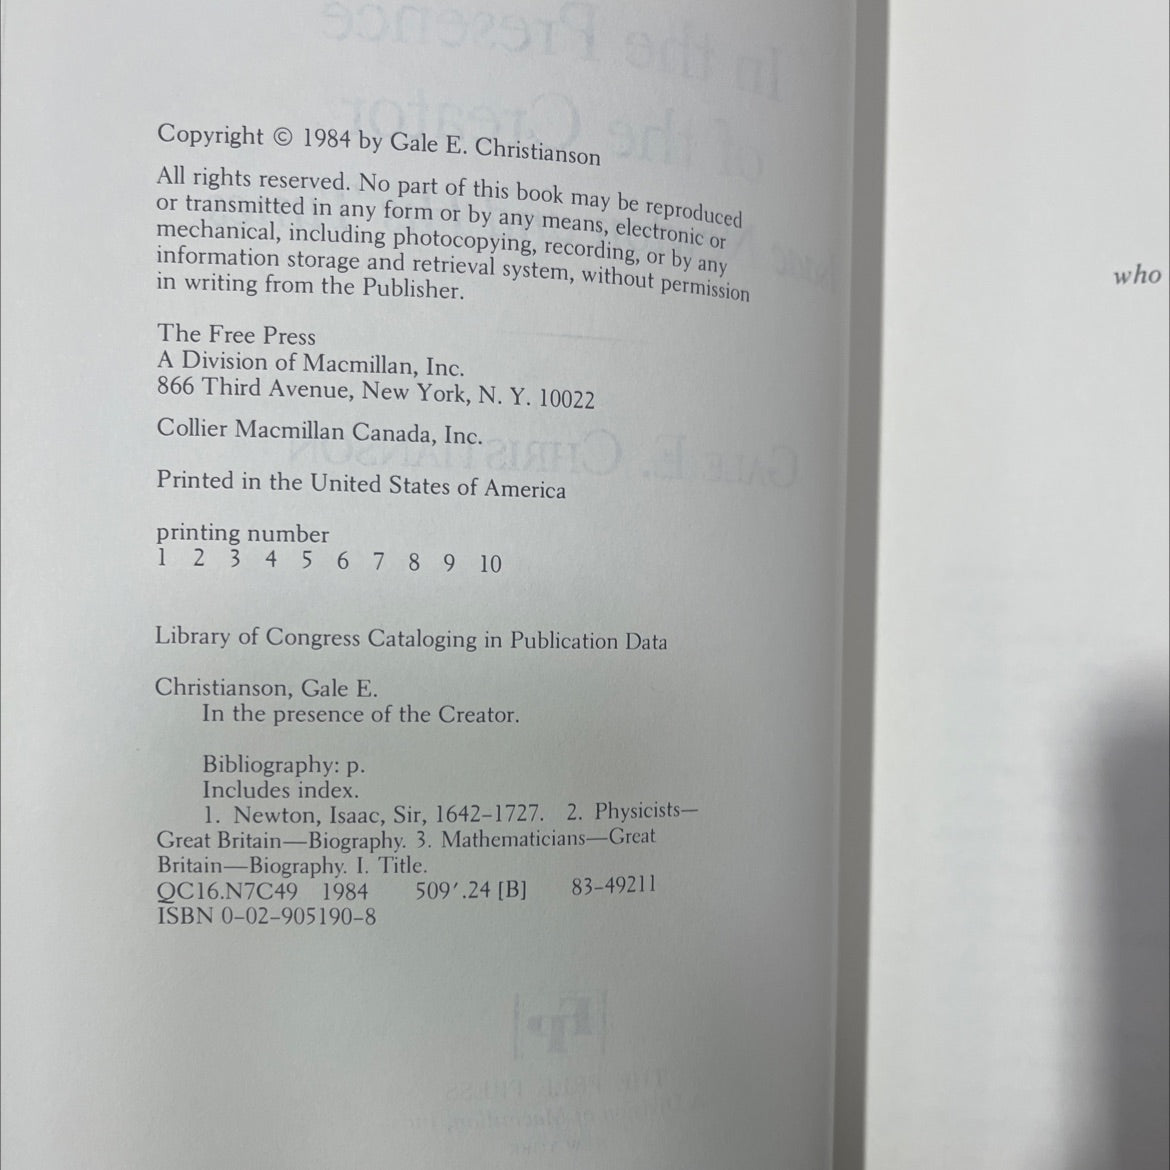 Copyright © 1984 by Gale E. Christianson
All rights reserved. No part of this book may be reproduced
or transmitted in any form or by any means, electronic or
mechanical, including photocopying, recording, or by any
information storage and retrieval system, without permission
in writing from the Publisher.
The Free Press
A Division of Macmillan, Inc.
866 Third Avenue, New York, N. Y. 10022
Collier Macmillan Canada, Inc.
Printed in the United States of America
printing number
1 2 3 4 5 6 7 8 9 10
Library of Congress Cataloging in Publication Data
Christianson, Gale E.
In the presence of the Creator.
Bibliography: p.
Includes index.
1. Newton, Isaac, Sir, 1642–1727. 2. Physicists—
Great Britain—Biography. 3. Mathematicians—Great
Britain—Biography. I. Title.
QC16.N7C49 1984 509′.24 [B] 83–49211
ISBN 0–02–905190–8
who